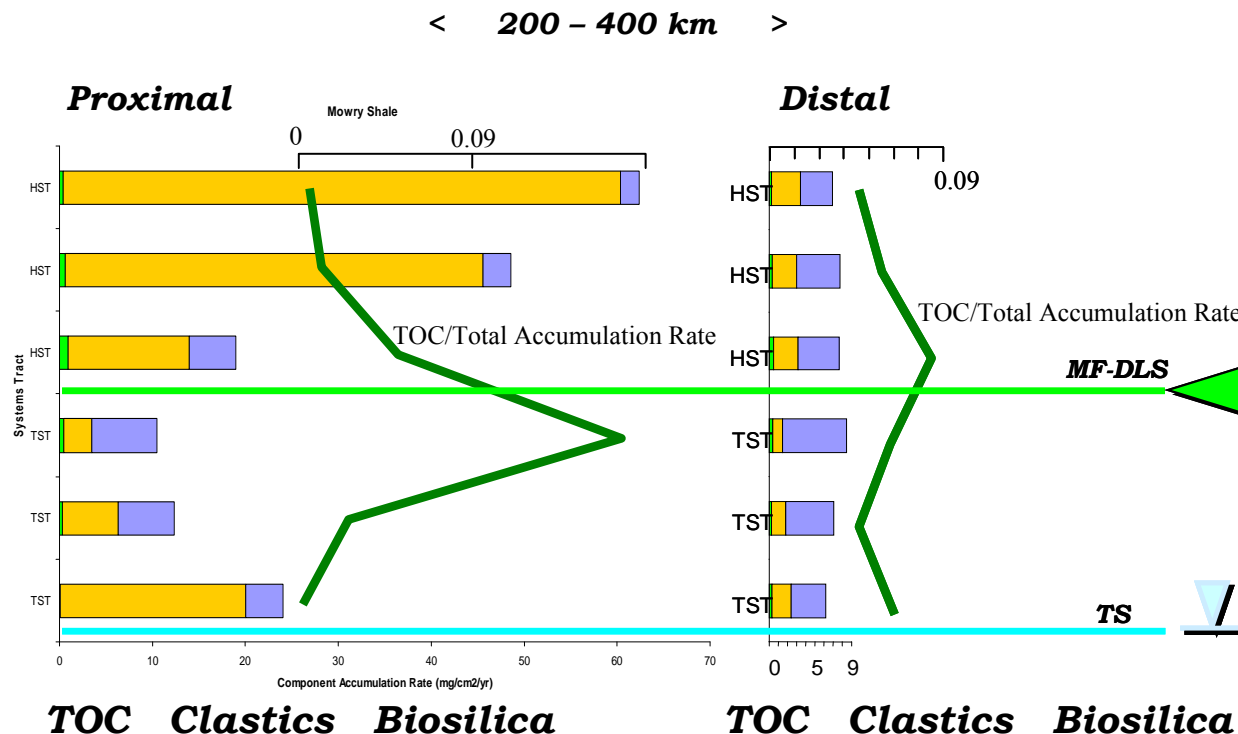 < 200 – 400 km >
Proximal
Distal
Mowry Shale
0 0.09
0.09
HST
HST
HST
TST
TST
TST
Systems Tract
TOC/Total Accumulation Rate
HST
HST
HST
TST
TST
TST
TOC/Total Accumulation Rate
MF-DLS
TS
0 10 20 30 40 50 60 70
Component Accumulation Rate (mg/cm2/yr)
0 5 9
TOC Clastics Biosilica
TOC Clastics Biosilica